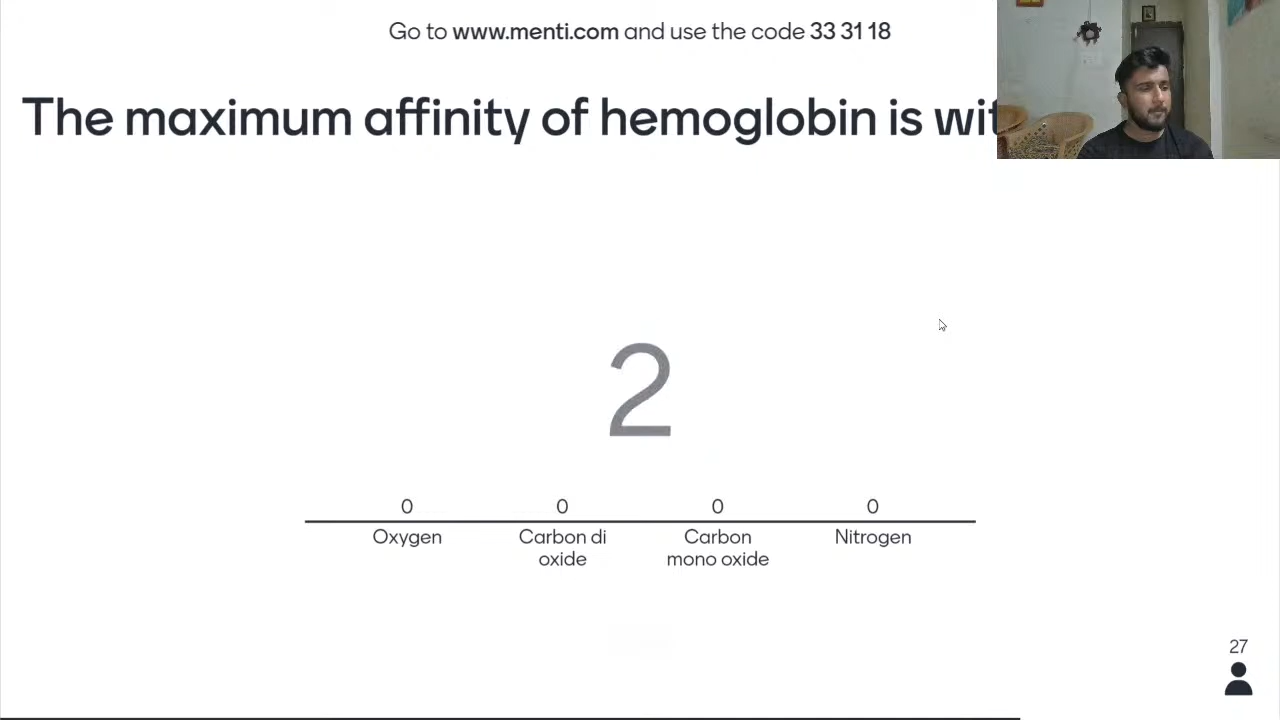 Go to www.menti.com and use the code 33 31 18
The maximum affinity of hemoglobin is
2
0 0 0 0
Oxygen Carbon di oxide Carbon mono oxide Nitrogen
27